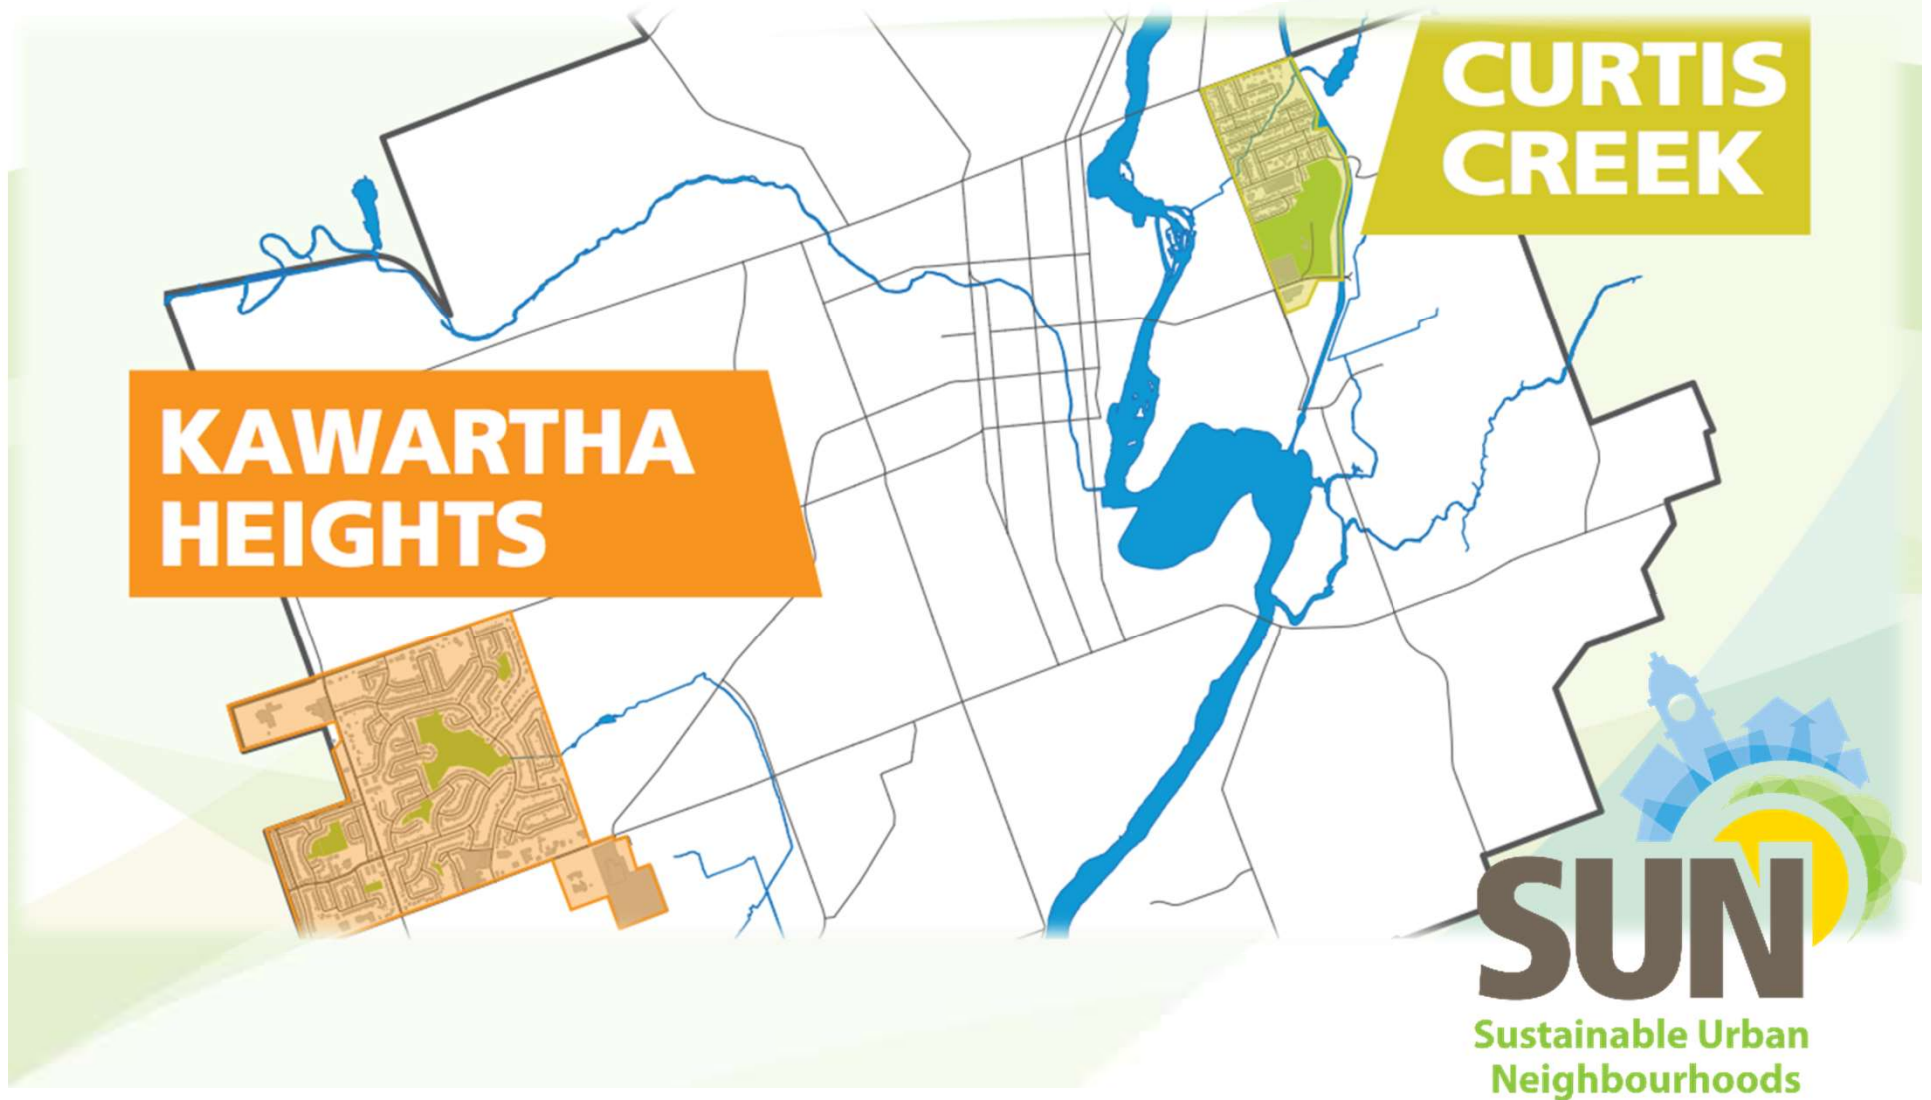 CURTIS
CREEK
KAWARTHA
HEIGHTS
SUN
Sustainable Urban
Neighbourhoods